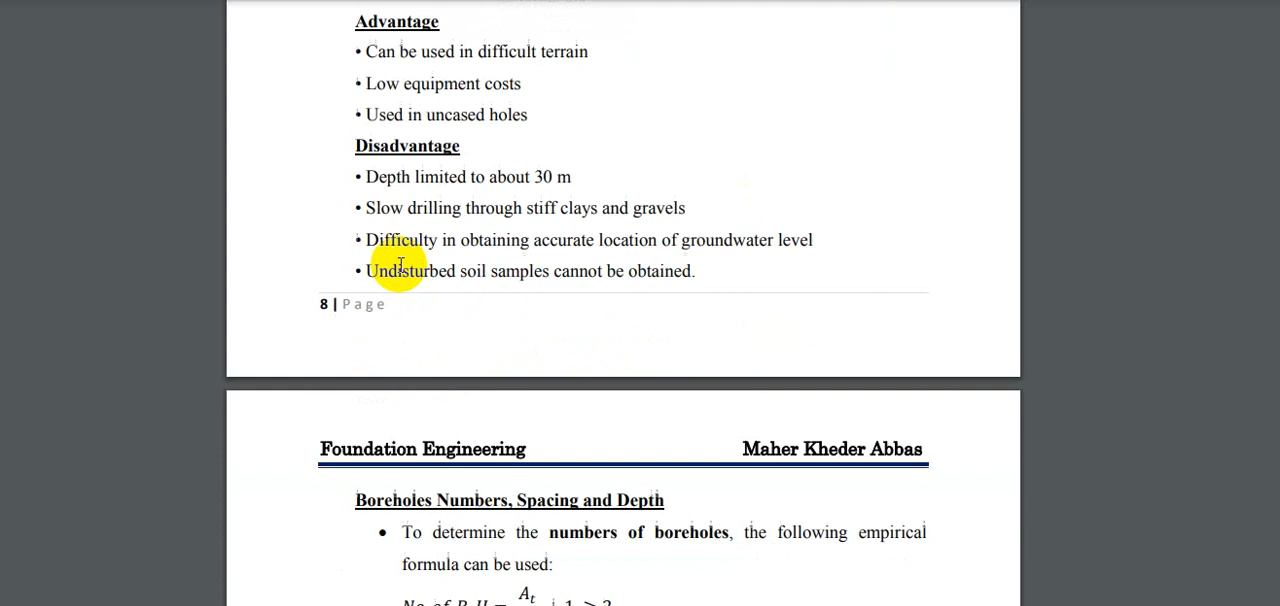 Advantage
• Can be used in difficult terrain
• Low equipment costs
• Used in uncased holes
Disadvantage
• Depth limited to about 30 m
• Slow drilling through stiff clays and gravels
• Difficulty in obtaining accurate location of groundwater level
• Undisturbed soil samples cannot be obtained.
8 | Page
Foundation Engineering Maher Kheder Abbas
Boreholes Numbers, Spacing and Depth
• To determine the numbers of boreholes, the following empirical
formula can be used: